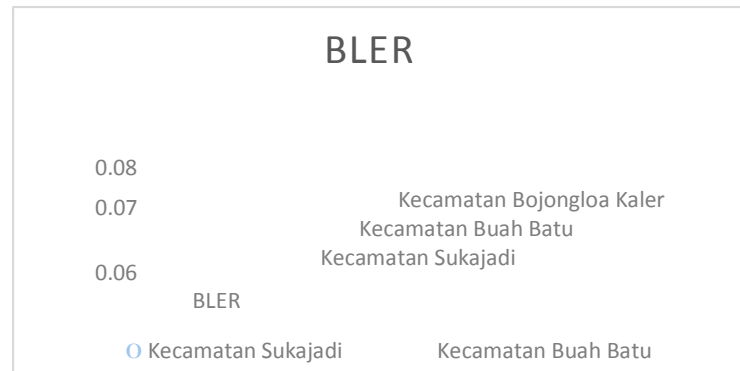 BLER
0.08
0.07
Kecamatan Bojongloa Kaler
Kecamatan Buah Batu
Kecamatan Sukajadi
0.06
BLER
O Kecamatan Sukajadi Kecamatan Buah Batu